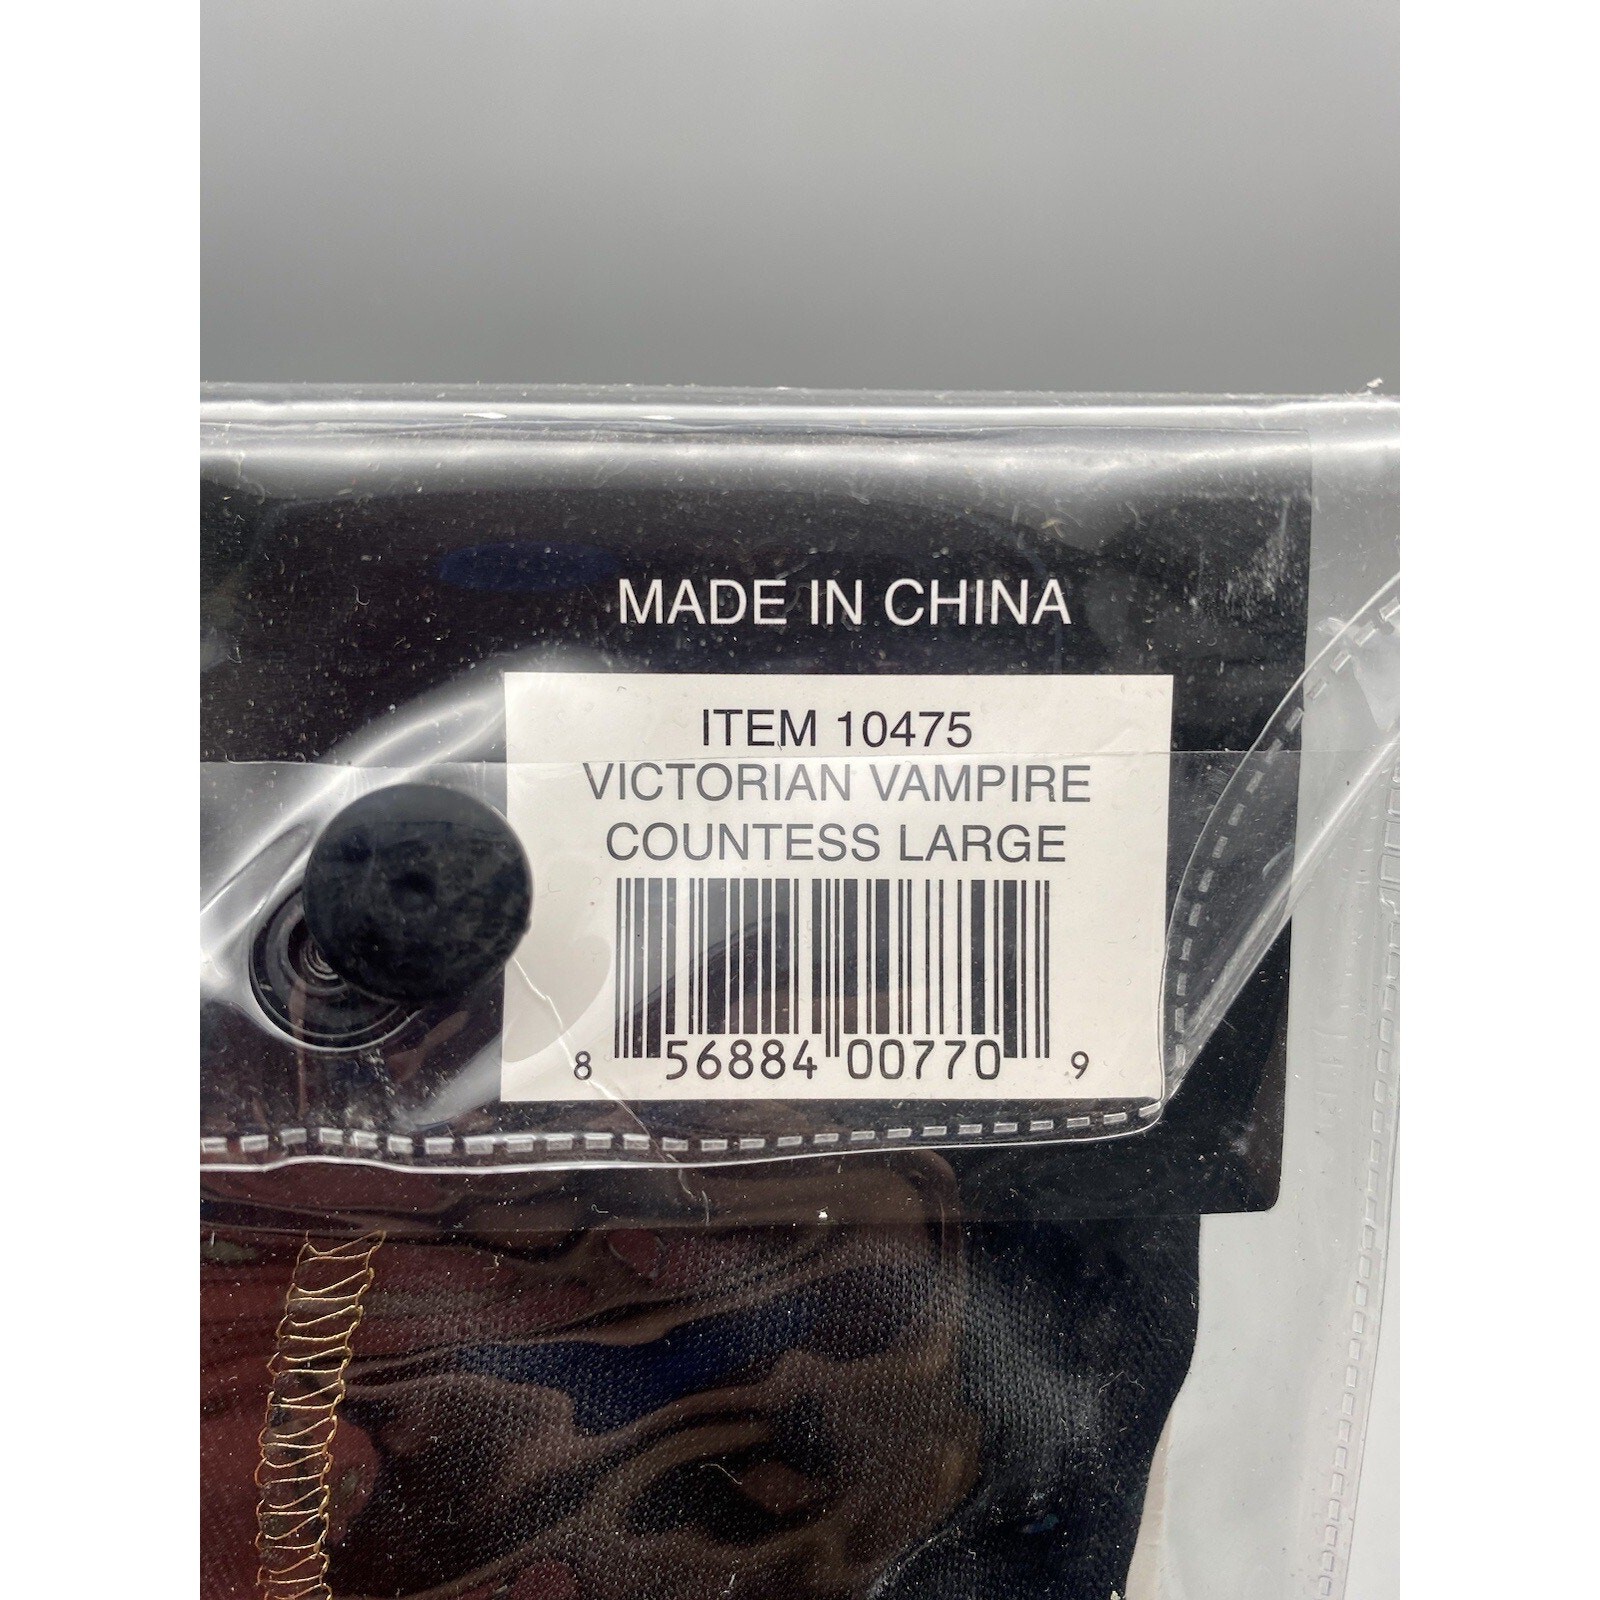 MADE IN CHINA
ITEM 10475
VICTORIAN VAMPIRE
COUNTESS LARGE
8 56884 00770 9